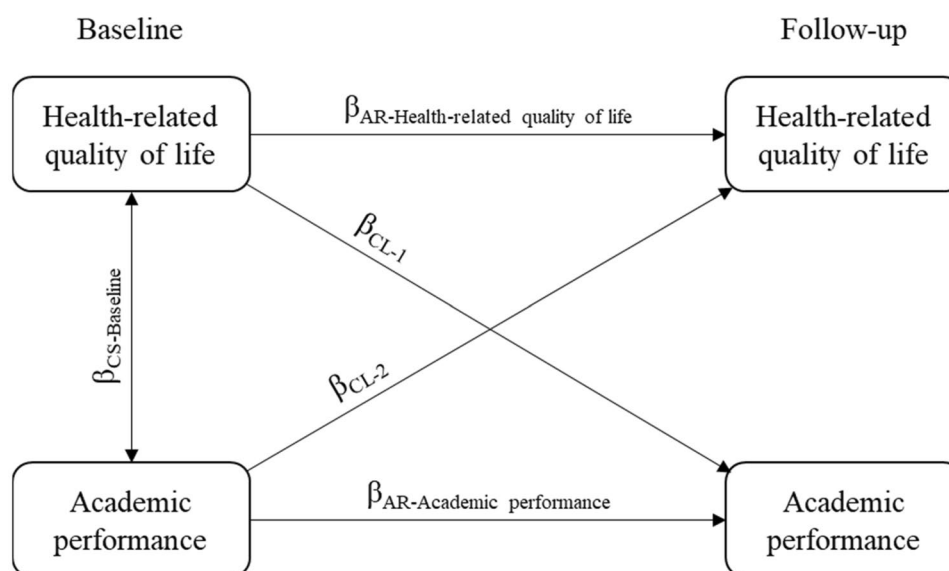 Baseline
Follow-up
Health-related
quality of life
βAR-Health-related quality of life
Health-related
quality of life
βCL-1
βCS-Baseline
βCL-2
Academic
performance
βAR-Academic performance
Academic
performance